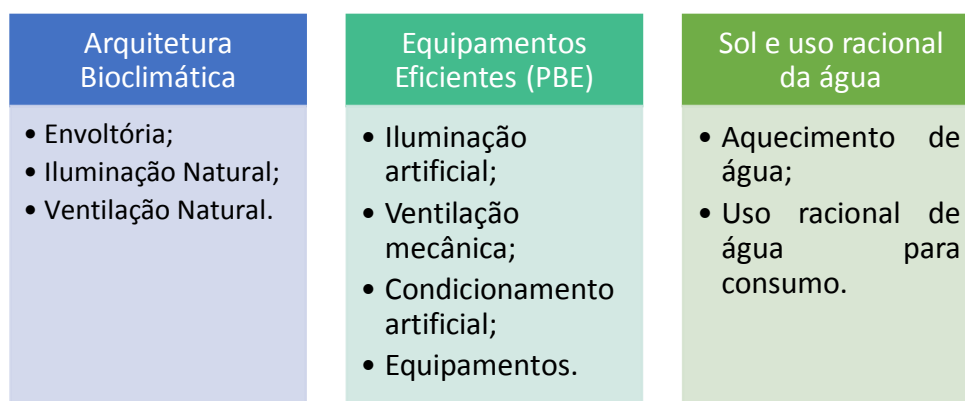 Arquitetura
Bioclimática
• Envoltória;
• Iluminação Natural;
• Ventilação Natural.
Equipamentos
Eficientes (PBE)
• Iluminação
artificial;
• Ventilação
mecânica;
• Condicionamento
artificial;
• Equipamentos.
Sol e uso racional
da água
• Aquecimento de
água;
• Uso racional de
água para
consumo.